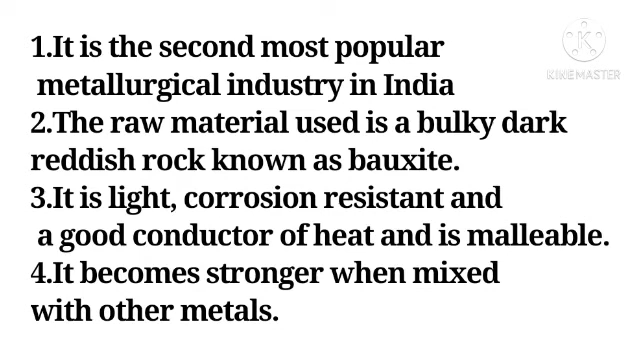 1.It is the second most popular
metallurgical industry in India
2.The raw material used is a bulky dark
reddish rock known as bauxite.
3.It is light, corrosion resistant and
a good conductor of heat and is malleable.
4.It becomes stronger when mixed
with other metals.
K
KINEMASTER